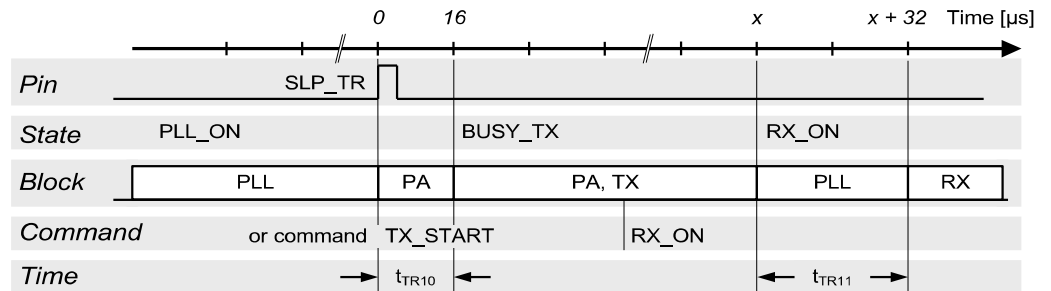 0 16 x x + 32 Time [µs]
Pin SLP_TR
State PLL_ON BUSY_TX RX_ON
Block PLL PA PA, TX PLL RX
Command or command TX_START RX_ON
Time tTR10 tTR11